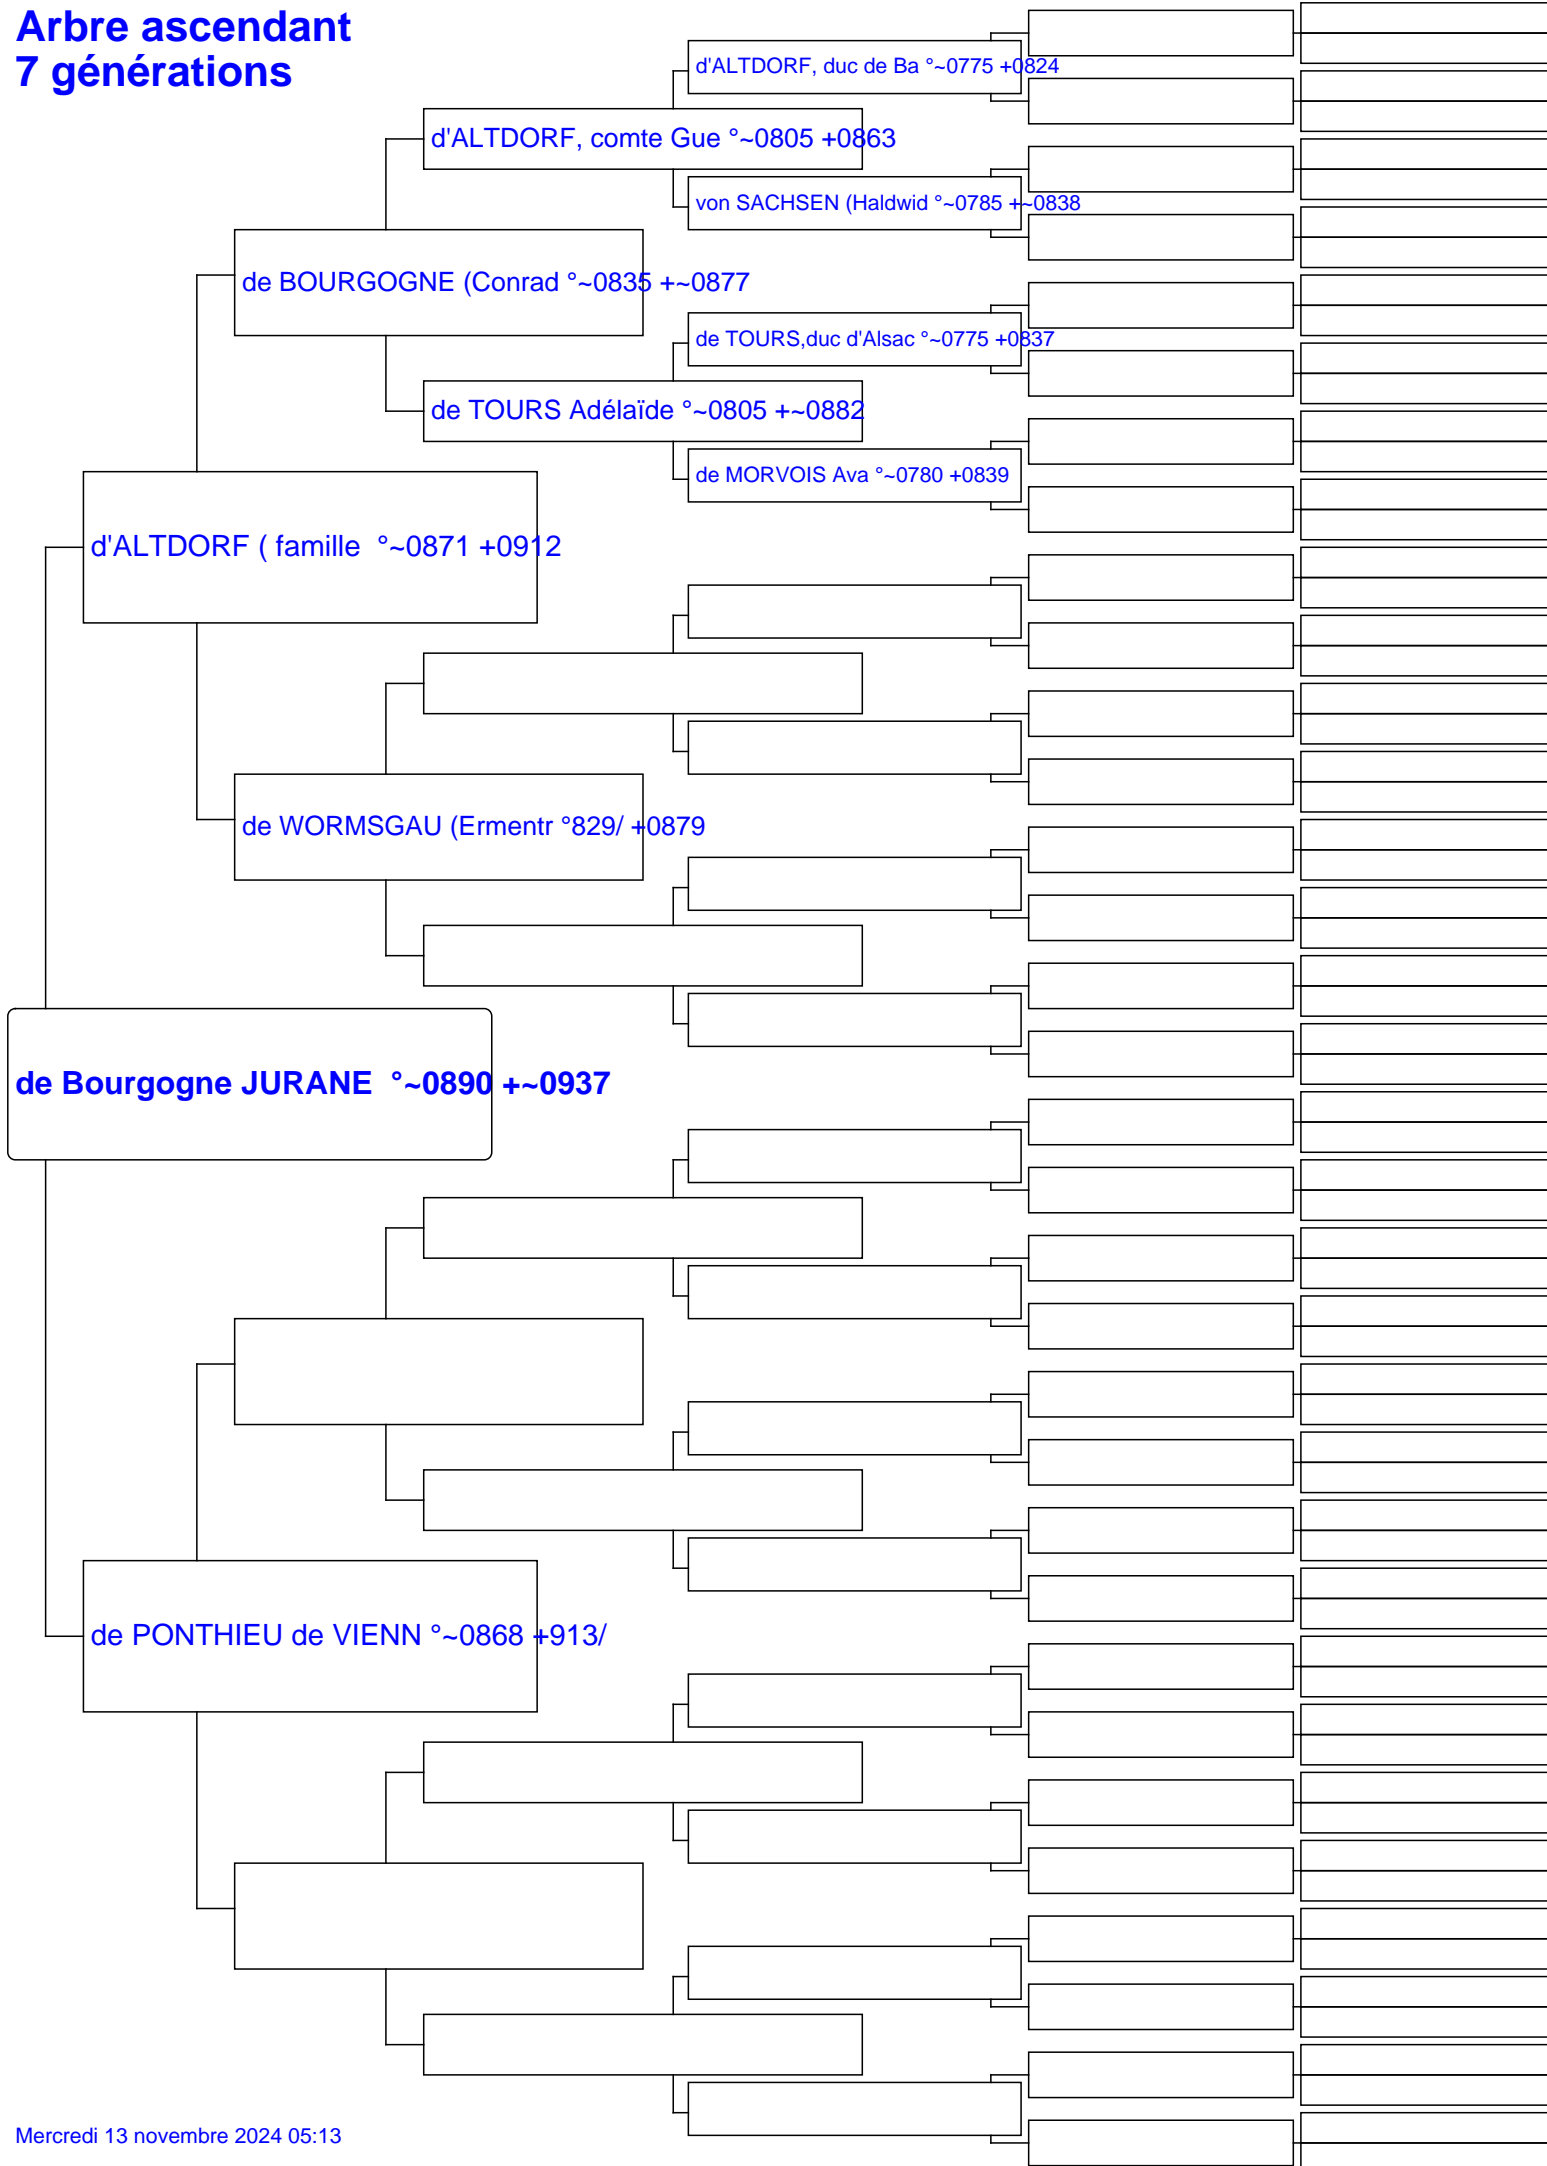 Arbre ascendant
7 générations
d'ALTDORF, duc de Ba °~0775 +0824
d'ALTDORF, comte Gue °~0805 +0863
von SACHSEN (Haldwid °~0785 +~0838
de BOURGOGNE (Conrad °~0835 +~0877
de TOURS,duc d'Alsac °~0775 +0837
de TOURS Adélaïde °~0805 +~0882
de MORVOIS Ava °~0780 +0839
d'ALTDORF ( famille °~0871 +0912
de WORMSGAU (Ermentr °829/ +0879
de Bourgogne JURANE °~0890 +~0937
de PONTHIEU de VIENN °~0868 +913/
Mercredi 13 novembre 2024 05:13